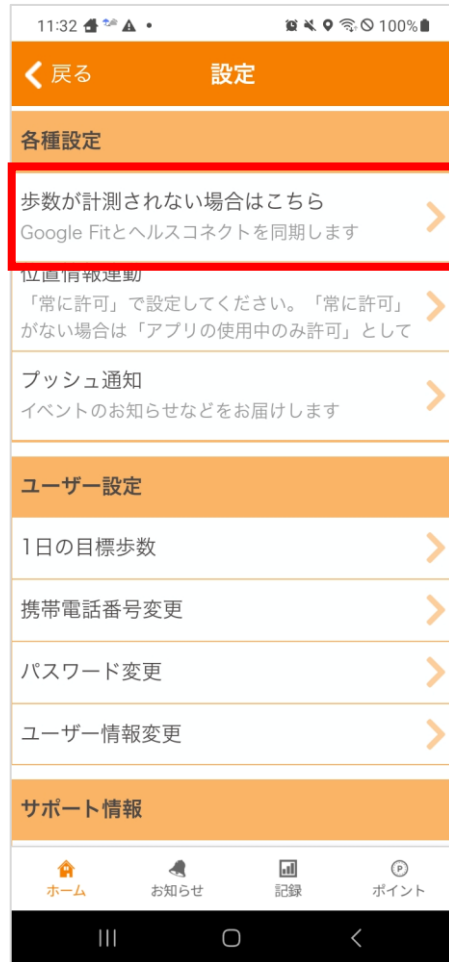 11:32
100%
戻る
設定
各種設定
歩数が計測されない場合はこちら
Google Fitとヘルスコネクトを同期します
位置情報連動
「常に許可」で設定してください。「常に許可」
がない場合は「アプリの使用中のみ許可」として
プッシュ通知
イベントのお知らせなどをお届けします
ユーザー設定
1日の目標歩数
携帯電話番号変更
パスワード変更
ユーザー情報変更
サポート情報
ホーム
お知らせ
記録
P
ポイント